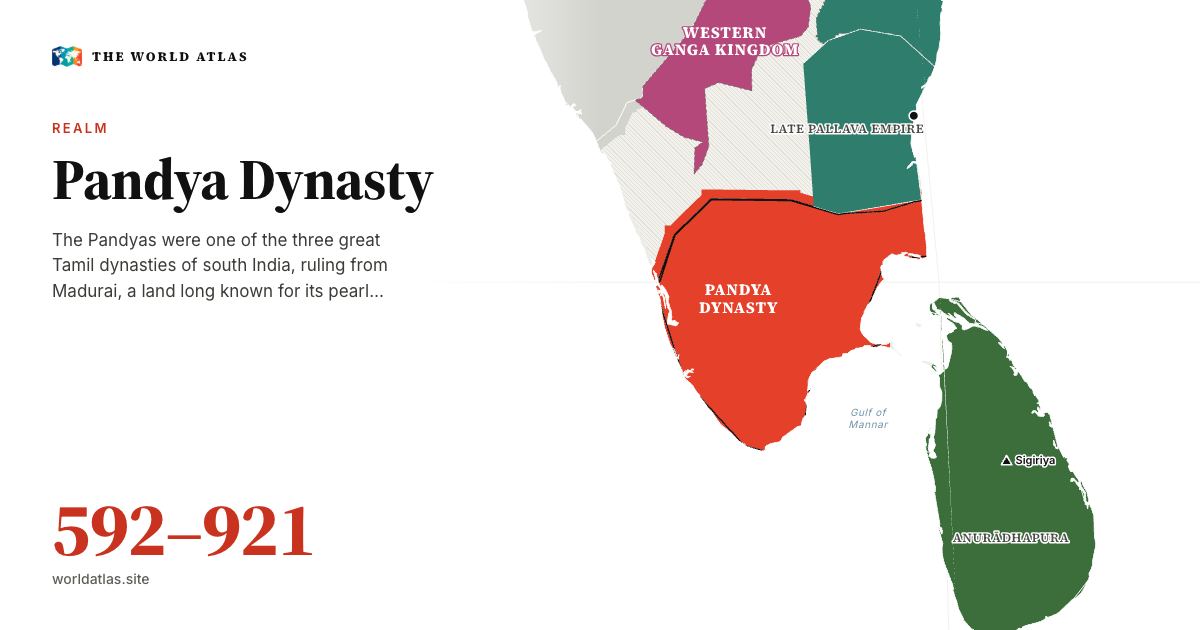 THE WORLD ATLAS
REALM
Pandya Dynasty
The Pandyas were one of the three great
Tamil dynasties of south India, ruling from
Madurai, a land long known for its pearl...
592–921
worldatlas.site
WESTERN
GANGA KINGDOM
LATE PALLAVA EMPIRE
PANDYA
DYNASTY
Gulf of
Mannar
Sigiriya
ANURĀDHAPURA